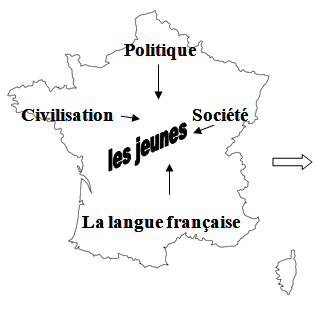 Politique
Civilisation
Société
les jeunes
La langue française